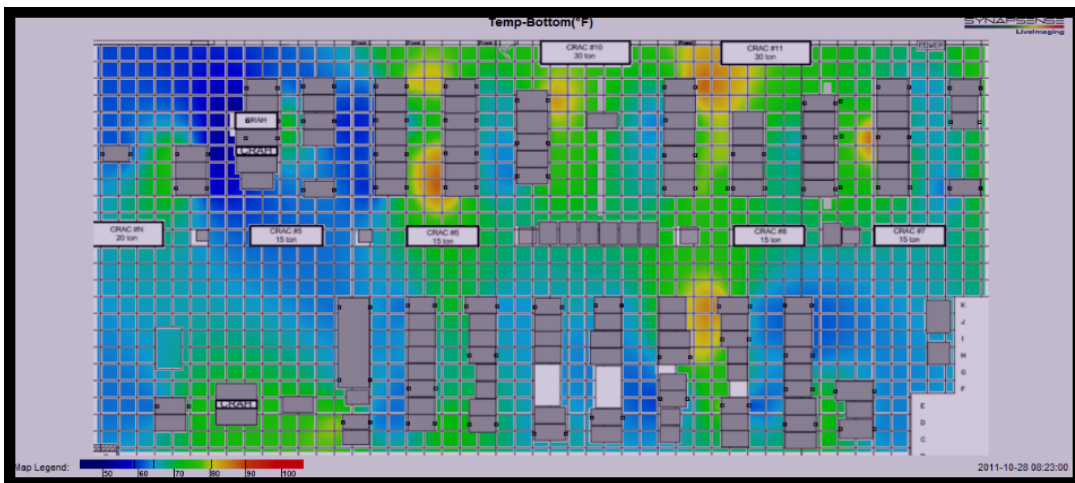 Temp-Bottom(°F)
SYNAPSENSE
LiveImaging
POWER
CRAC #10
30 ton
CRAC #11
30 ton
CRAH
CRAH
CRAC #N
20 ton
CRAC #5
15 ton
CRAC #6
15 ton
CRAC #8
15 ton
CRAC #7
15 ton
K
J
I
H
G
F
E
D
C
CRAH
Map Legend:
50 60 70 80 90 100
2011-10-28 08:23:00